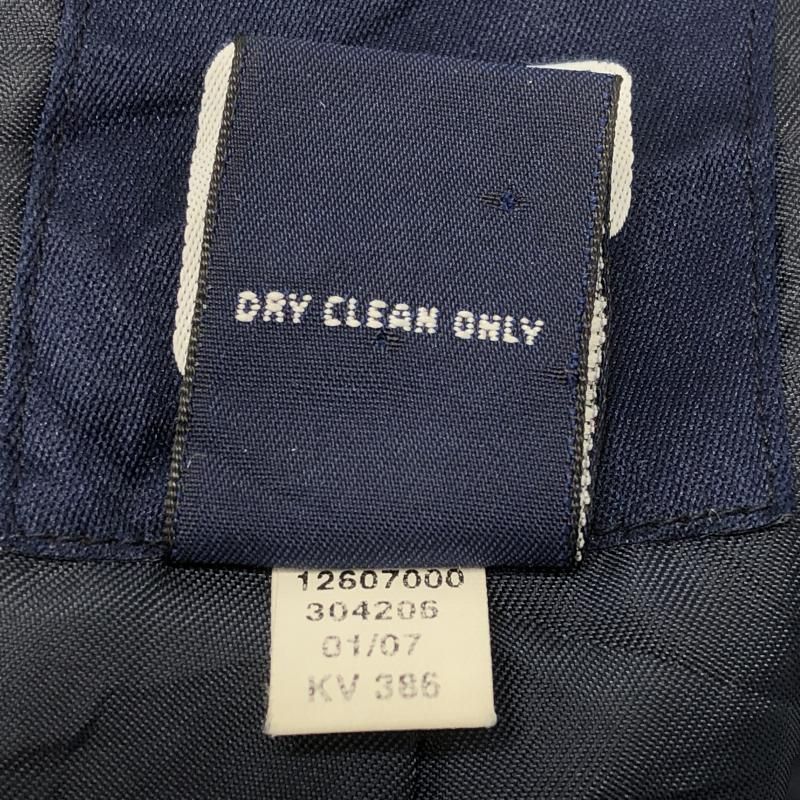 DRY CLEAN ONLY
12607000
304206
01/07
KV 386